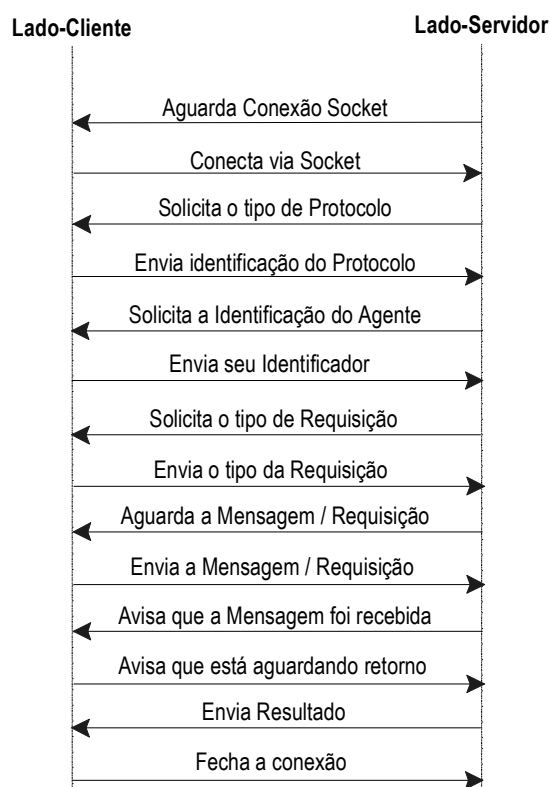 Lado-Cliente
Lado-Servidor
Aguarda Conexão Socket
Conecta via Socket
Solicita o tipo de Protocolo
Envia identificação do Protocolo
Solicita a Identificação do Agente
Envia seu Identificador
Solicita o tipo de Requisição
Envia o tipo da Requisição
Aguarda a Mensagem / Requisição
Envia a Mensagem / Requisição
Avisa que a Mensagem foi recebida
Avisa que está aguardando retorno
Envia Resultado
Fecha a conexão